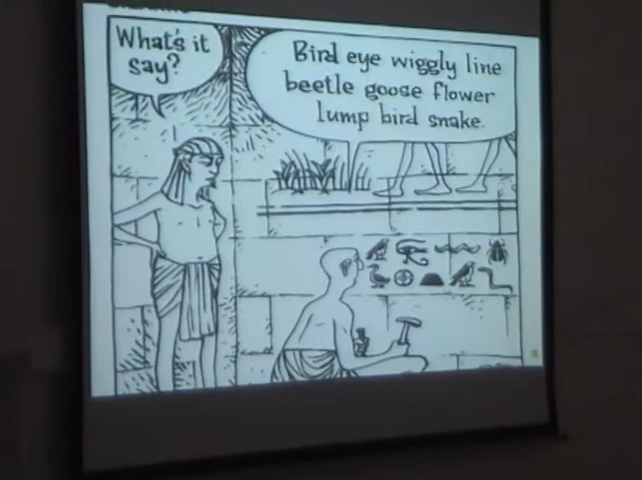 What's it
say?
Bird eye wiggly line
beetle goose flower
lump bird snake.